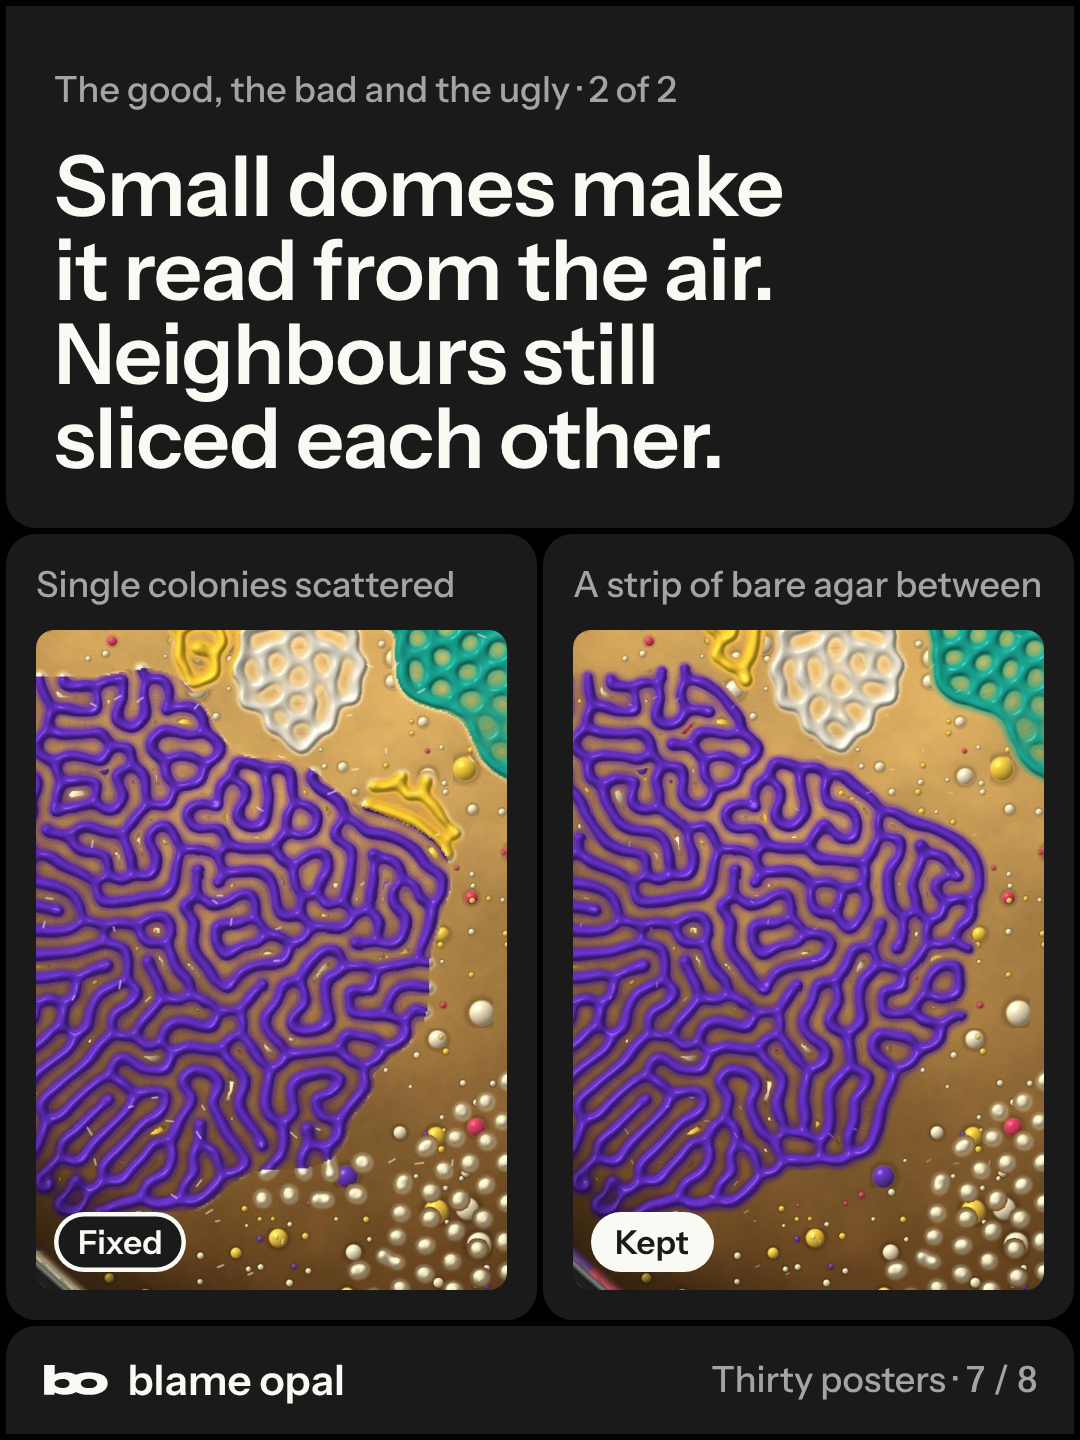 The good, the bad and the ugly · 2 of 2
Small domes make
it read from the air.
Neighbours still
sliced each other.
Single colonies scattered
A strip of bare agar between
Fixed
Kept
bo blame opal
Thirty posters · 7 / 8